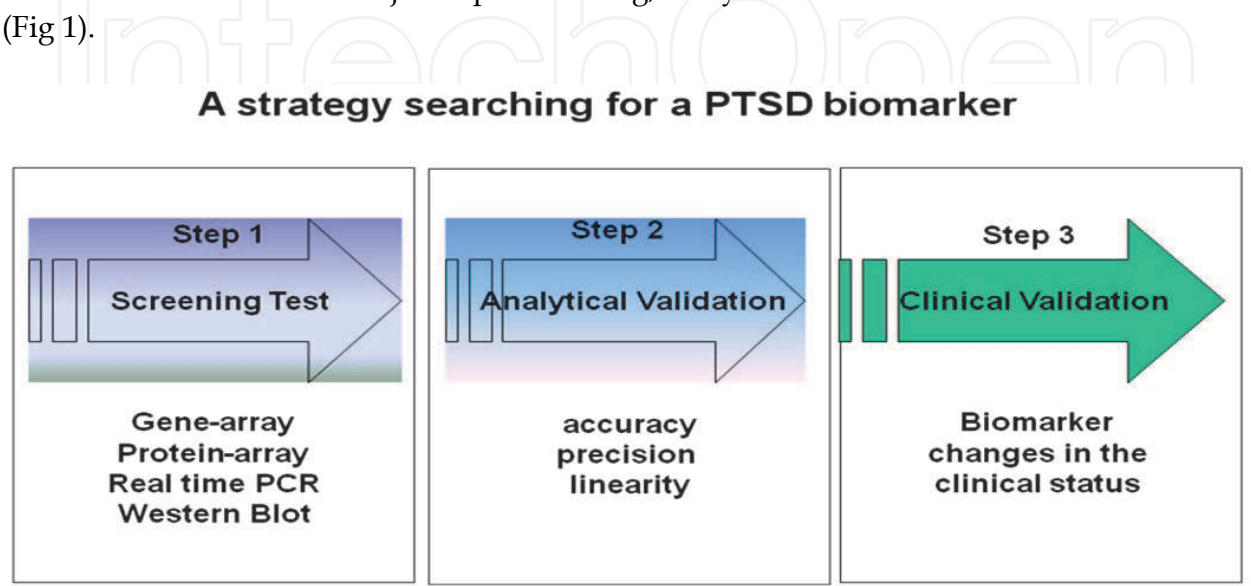 (Fig 1).
IntechOpen
A strategy searching for a PTSD biomarker
Step 1
Screening Test
Gene-array
Protein-array
Real time PCR
Western Blot
Step 2
Analytical Validation
accuracy
precision
linearity
Step 3
Clinical Validation
Biomarker
changes in the
clinical status